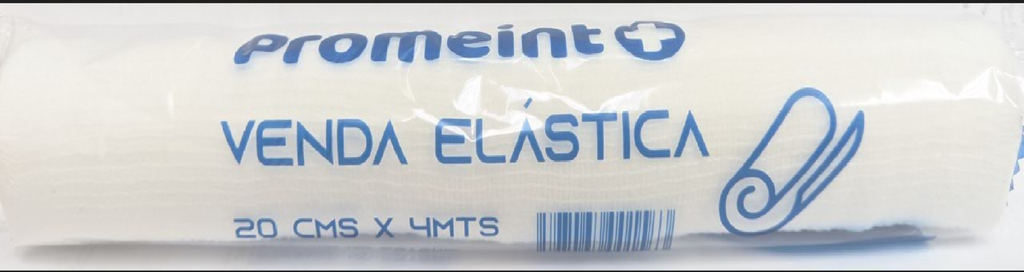 promeint
VENDA ELÁSTICA
20 CMS X 4MTS